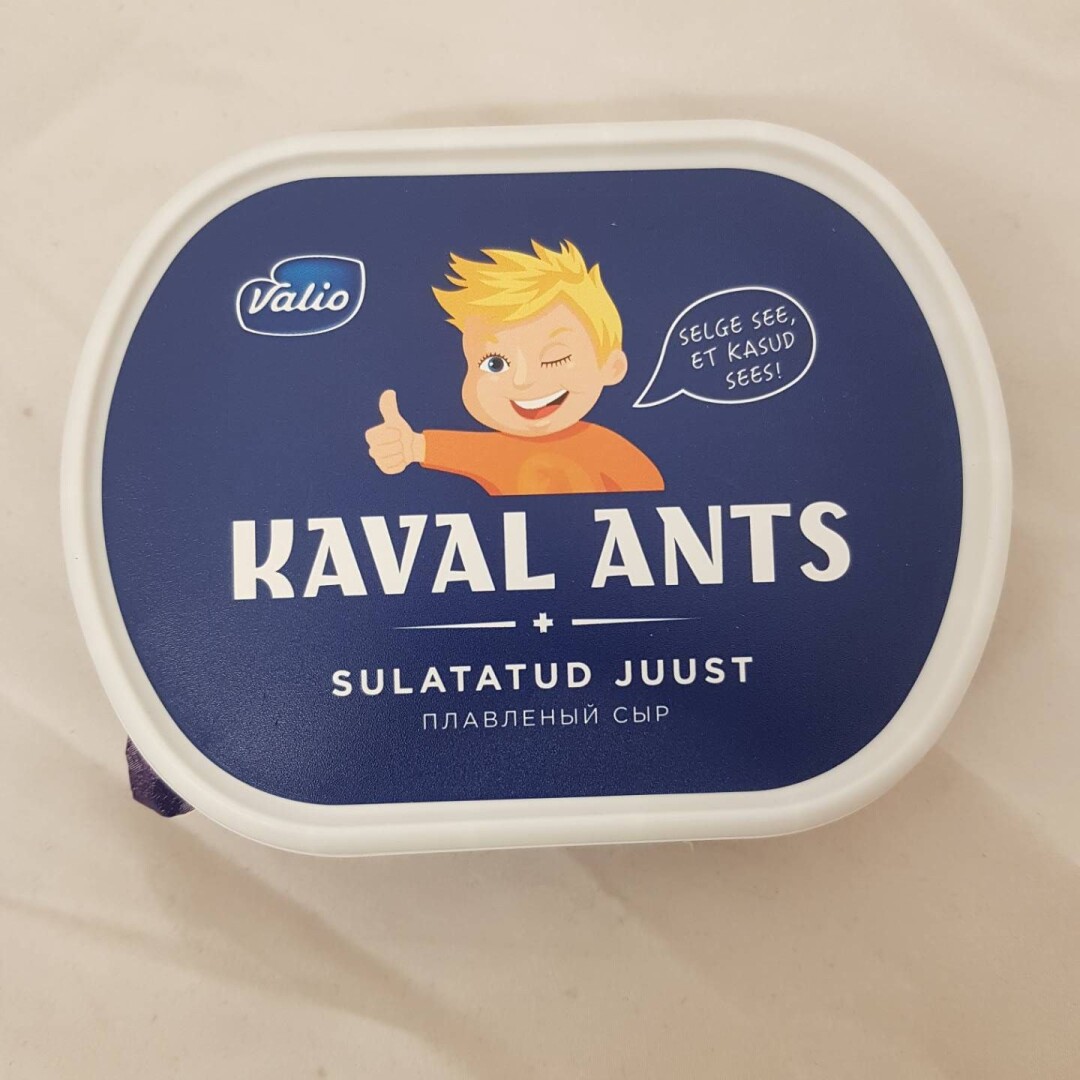 Valio
SELGE SEE,
ET KASUD
SEES!
KAVAL ANTS
SULATATUD JUUST
ПЛАВЛЕНЫЙ СЫР